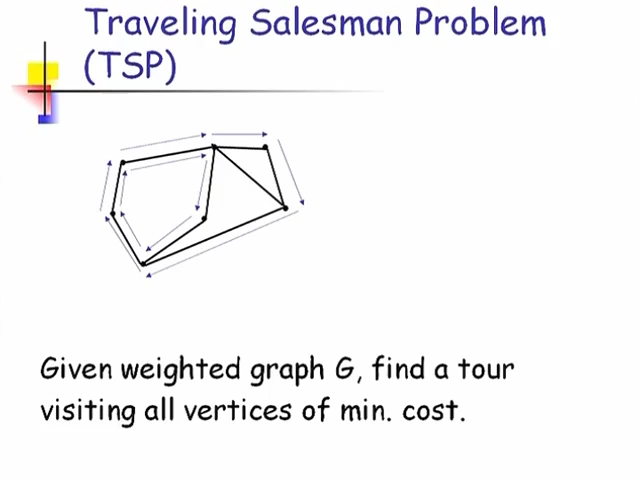 Traveling Salesman Problem
(TSP)
Given weighted graph G, find a tour
visiting all vertices of min. cost.